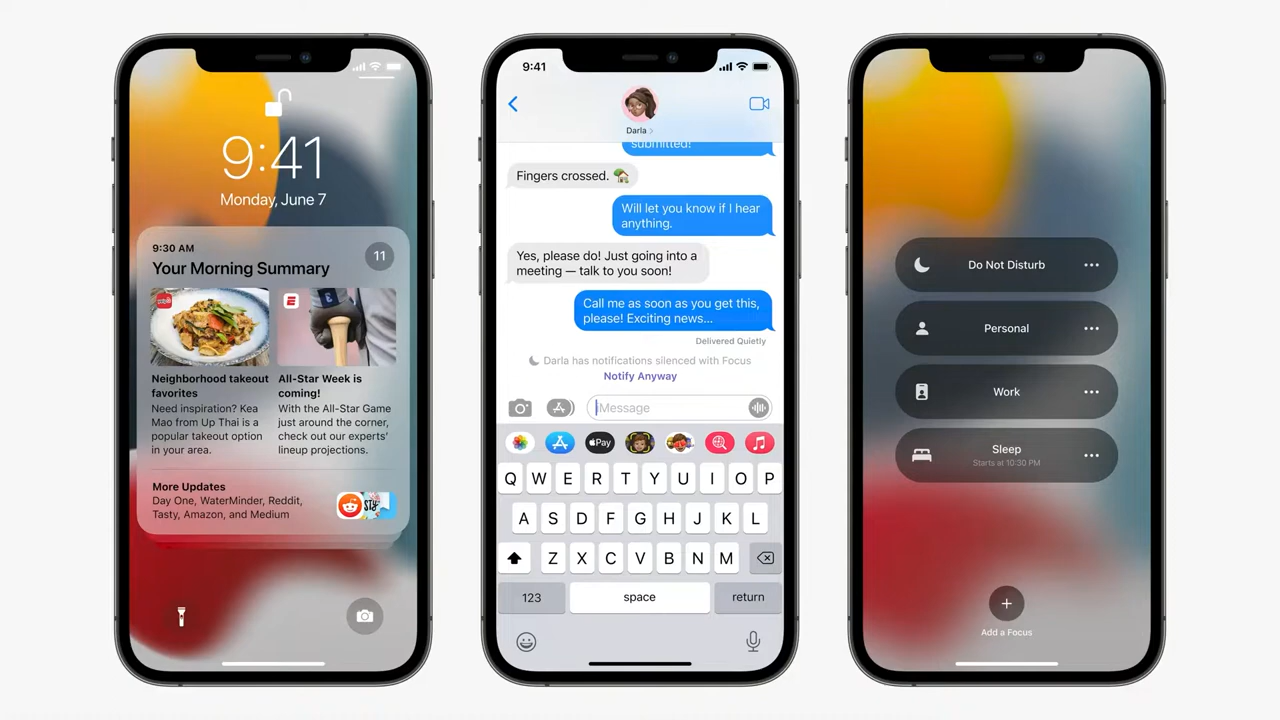 9:41
Monday, June 7
9:30 AM
Your Morning Summary
11
Neighborhood takeout
favorites
Need inspiration? Kea
Mao from Up Thai is a
popular takeout option
in your area.
All-Star Week is
coming!
With the All-Star Game
just around the corner,
check out our experts'
lineup projections.
More Updates
Day One, WaterMinder, Reddit,
Tasty, Amazon, and Medium
9:41
Darla
submitted!
Fingers crossed.
Will let you know if I hear
anything.
Yes, please do! Just going into a
meeting — talk to you soon!
Call me as soon as you get this,
please! Exciting news...
Delivered Quietly
Darla has notifications silenced with Focus
Notify Anyway
iMessage
Pay
Q W E R T Y U I O P
A S D F G H J K L
Z X C V B N M
123 space return
Do Not Disturb
Personal
Work
Sleep
Starts at 10:30 PM
Add a Focus